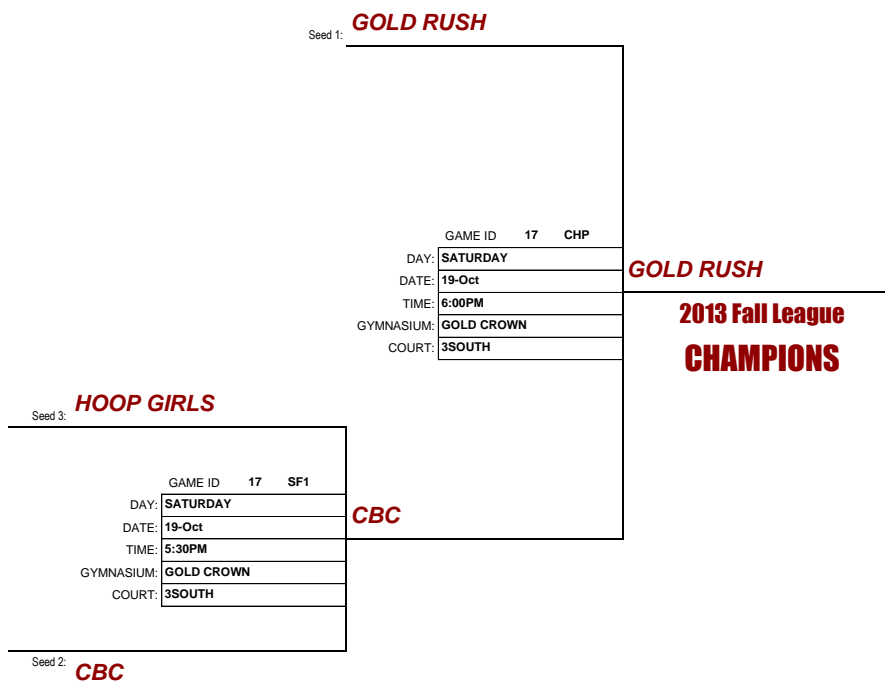 GOLD RUSH
Seed 1:
GAME ID 17 CHP
DAY: SATURDAY
DATE: 19-Oct
TIME: 6:00PM
GYMNASIUM: GOLD CROWN
COURT: 3SOUTH
GOLD RUSH
2013 Fall League
CHAMPIONS
Seed 3: HOOP GIRLS
GAME ID 17 SF1
DAY: SATURDAY
DATE: 19-Oct
TIME: 5:30PM
GYMNASIUM: GOLD CROWN
COURT: 3SOUTH
CBC
Seed 2: CBC